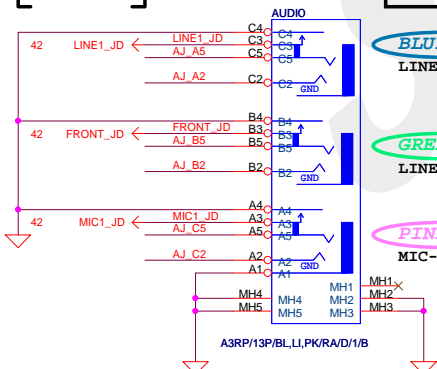 AUDIO
C4 C4
42 LINE1_JD LINE1_JD C3 C3
AJ_A5 C5 C5
AJ_A2 C2 C2
GND
BLU
LINE
B4 B4
42 FRONT_JD FRONT_JD B3 B3
AJ_B5 B5 B5
AJ_B2 B2 B2
GND
GRE
LINE
A4 A4
42 MIC1_JD MIC1_JD A3 A3
AJ_C5 A5 A5
AJ_C2 A2 A2
GND
A1 A1
PIN
MIC-
MH1 MH1
MH4 MH4 MH2 MH2
MH5 MH5 MH3 MH3
A3RP/13P/BL,LI,PK/RA/D/1/B